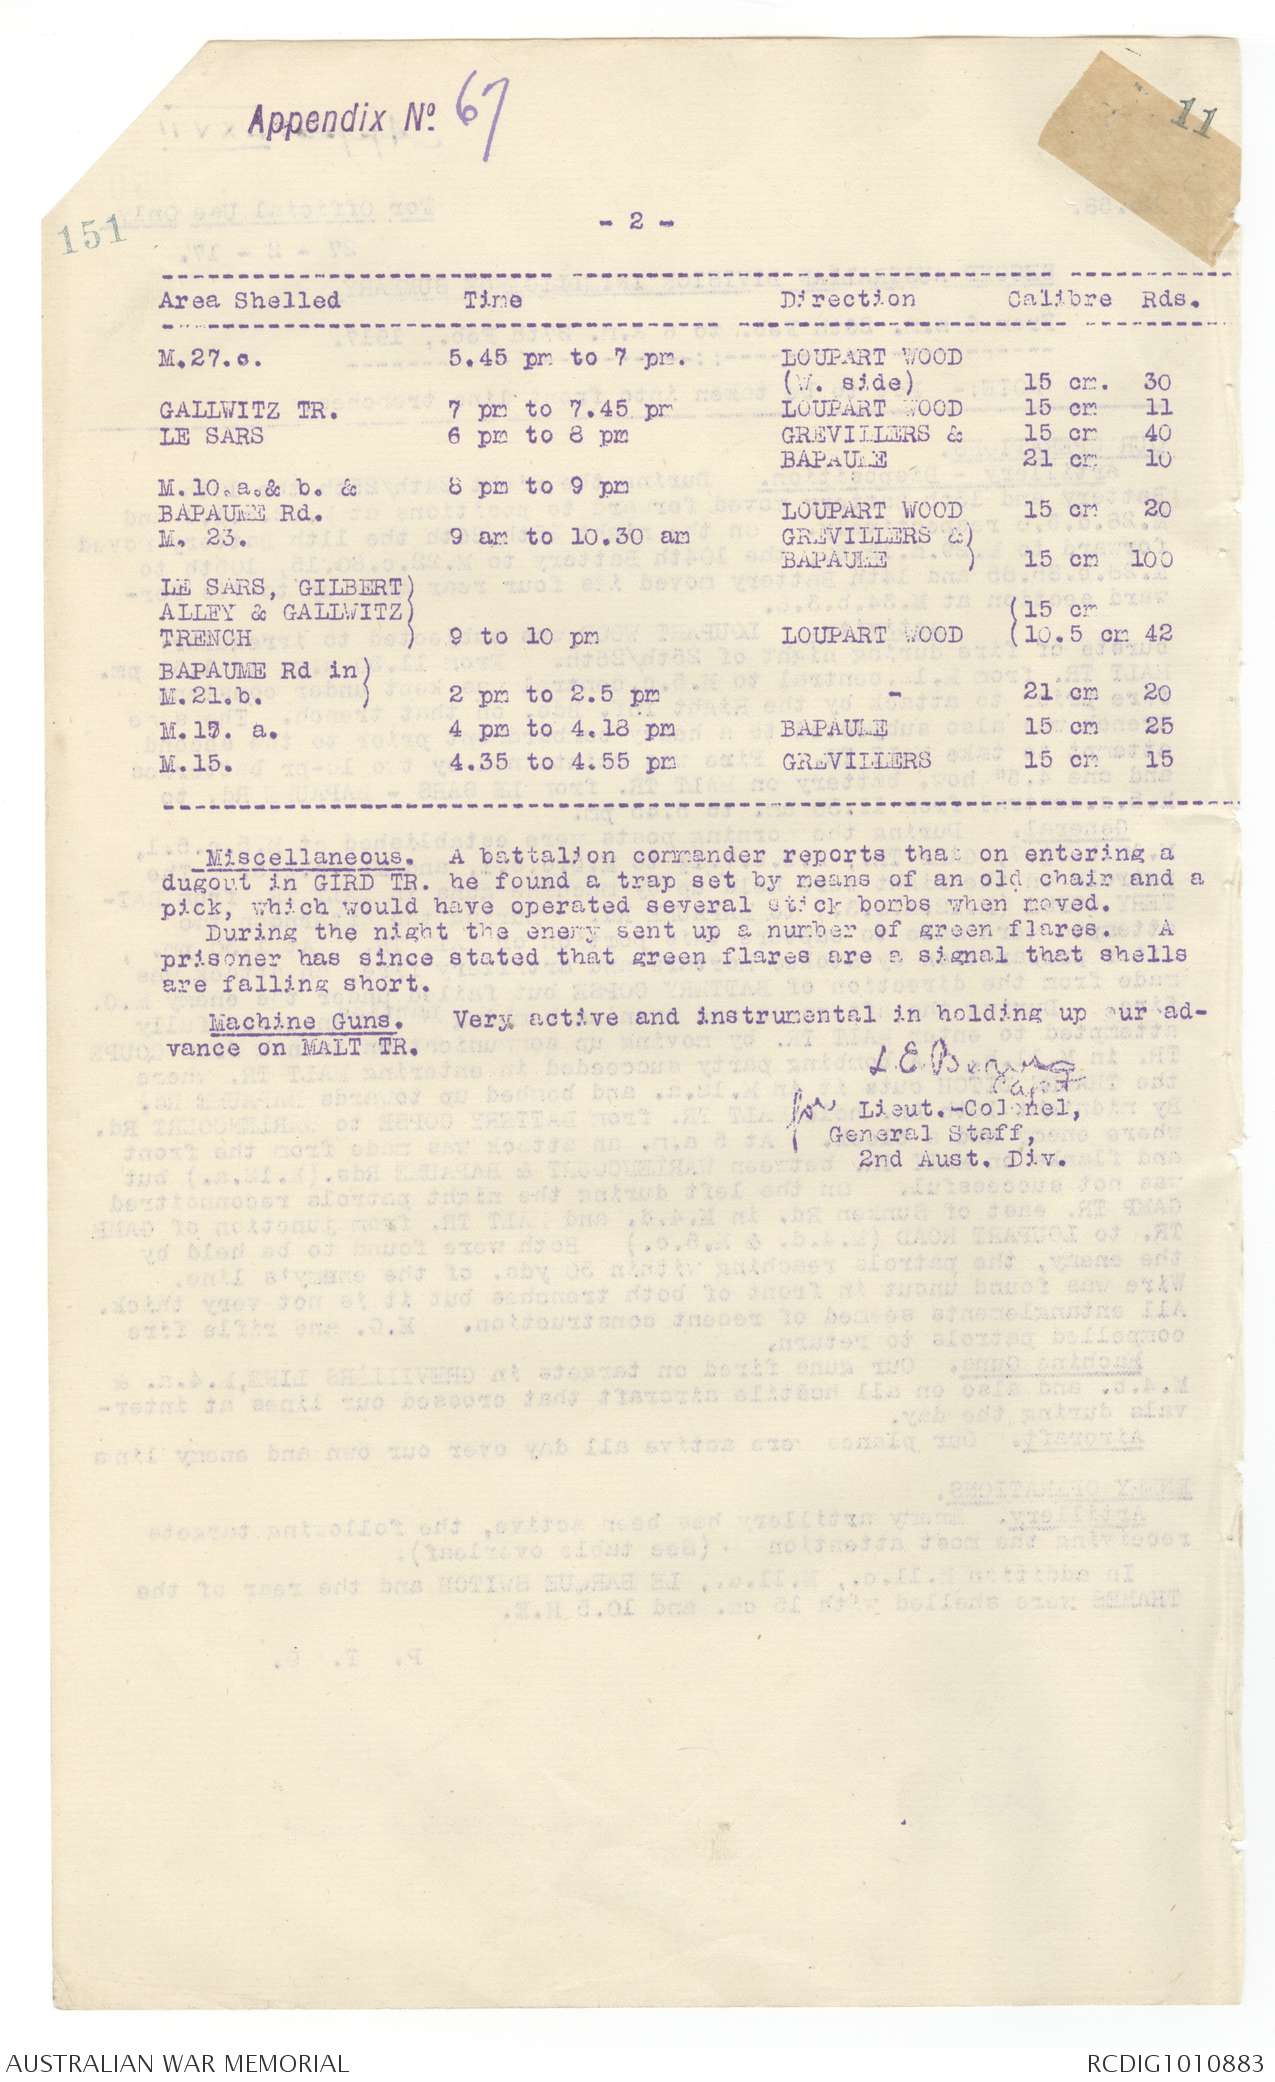 Appendix No. 67
11
151
- 2 -
Area Shelled Time Direction Calibre Rds.
M.27.c. 5.45 pm to 7 pm. LOUPART WOOD
(W. side) 15 cm. 30
GALLWITZ TR. 7 pm to 7.45 pm LOUPART WOOD 15 cm 11
LE SARS 6 pm to 8 pm GREVILLERS & 15 cm 40
BAPAUME 21 cm 10
M.10.a.& b. & 8 pm to 9 pm
BAPAUME Rd. LOUPART WOOD 15 cm 20
M. 23. 9 am to 10.30 am GREVILLERS &)
BAPAUME ) 15 cm 100
LE SARS, GILBERT)
ALLEY & GALLWITZ) (15 cm
TRENCH ) 9 to 10 pm LOUPART WOOD (10.5 cm 42
BAPAUME Rd in)
M.21.b. ) 2 pm to 2.5 pm - 21 cm 20
M.17. a. 4 pm to 4.18 pm BAPAUME 15 cm 25
M.15. 4.35 to 4.55 pm GREVILLERS 15 cm 15
Miscellaneous. A battalion commander reports that on entering a
dugout in GIRD TR. he found a trap set by means of an old chair and a
pick, which would have operated several stick bombs when moved.
During the night the enemy sent up a number of green flares. A
prisoner has since stated that green flares are a signal that shells
are falling short.
Machine Guns. Very active and instrumental in holding up our ad-
vance on MALT TR.
L E
Capt
for Lieut.-Colonel,
General Staff,
2nd Aust. Div.
AUSTRALIAN WAR MEMORIAL RCDIG1010883